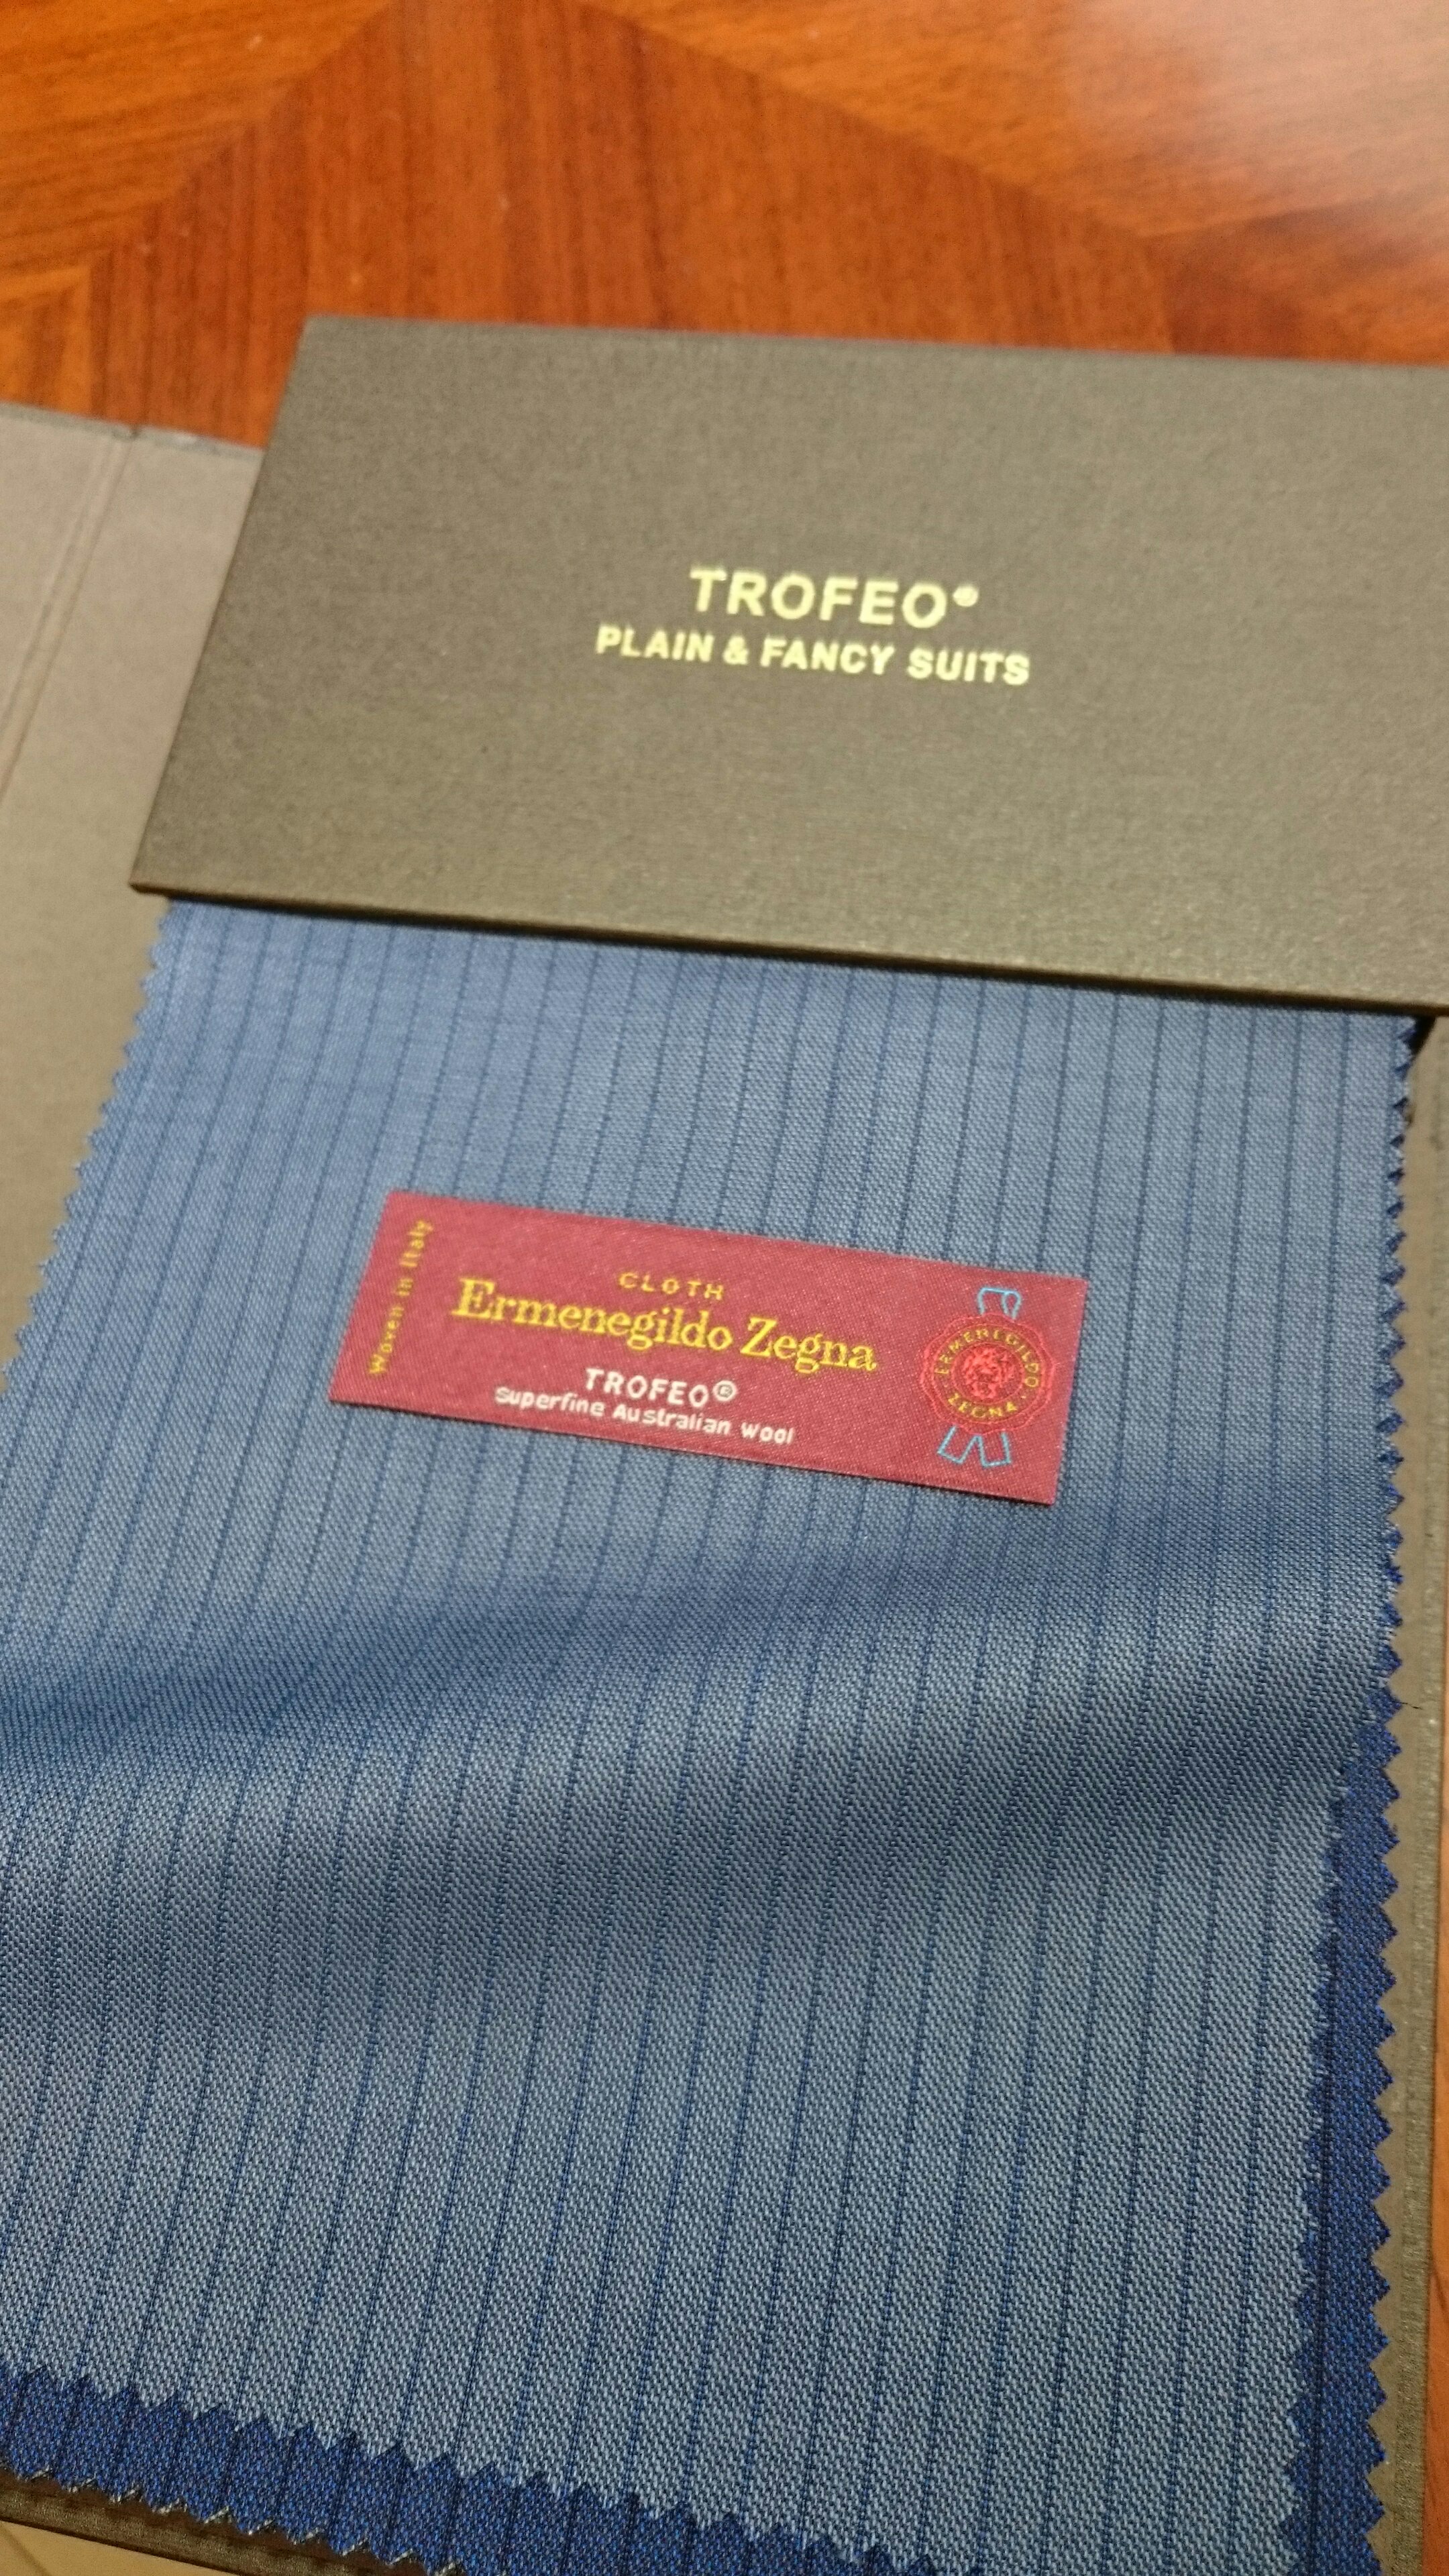 TROFEO®
PLAIN & FANCY SUITS
Woven in Italy
CLOTH
Ermenegildo Zegna
TROFEO®
Superfine Australian Wool
ERMENEGILDO
ZEGNA